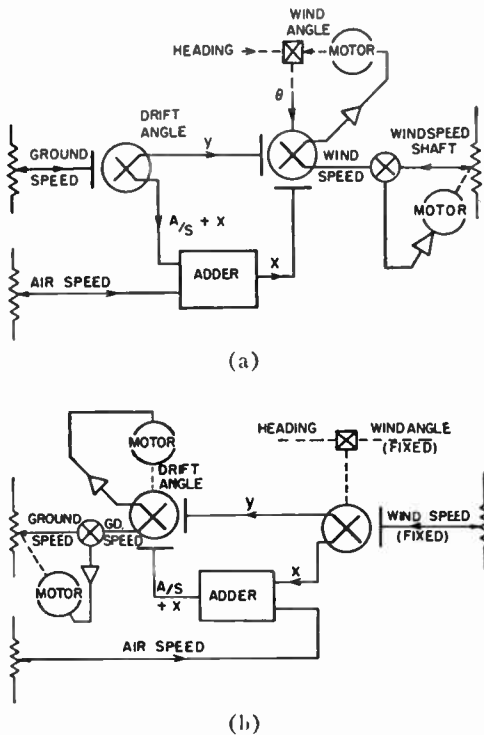 WIND
ANGLE
HEADING
MOTOR
θ
DRIFT
ANGLE
GROUND
SPEED
y
WIND
SPEED
WINDSPEED
SHAFT
MOTOR
A/S + X
ADDER
X
AIR SPEED
(a)
MOTOR
DRIFT
ANGLE
HEADING
WIND ANGLE
(FIXED)
GROUND
SPEED
GD.
SPEED
y
WIND SPEED
(FIXED)
MOTOR
A/S
+ X
ADDER
X
AIR SPEED
(b)